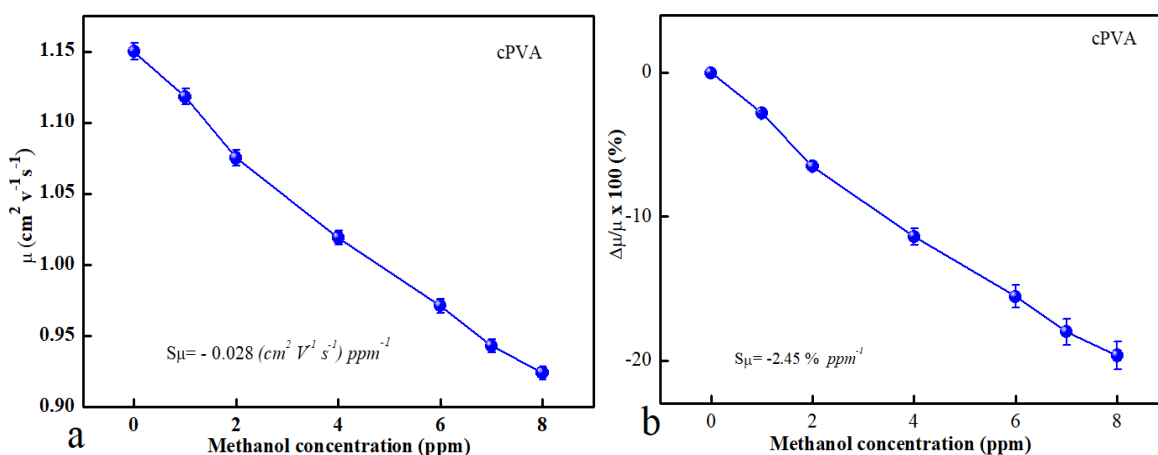 cPVA
1.15
1.10
1.05
1.00
0.95
0.90
μ (cm² v⁻¹s⁻¹)
Sμ= - 0.028 (cm² V⁻¹ s⁻¹) ppm⁻¹
0 2 4 6 8
Methanol concentration (ppm)
a
cPVA
0
-10
-20
Δμ/μ x 100 (%)
Sμ= -2.45 % ppm⁻¹
0 2 4 6 8
Methanol concentration (ppm)
b